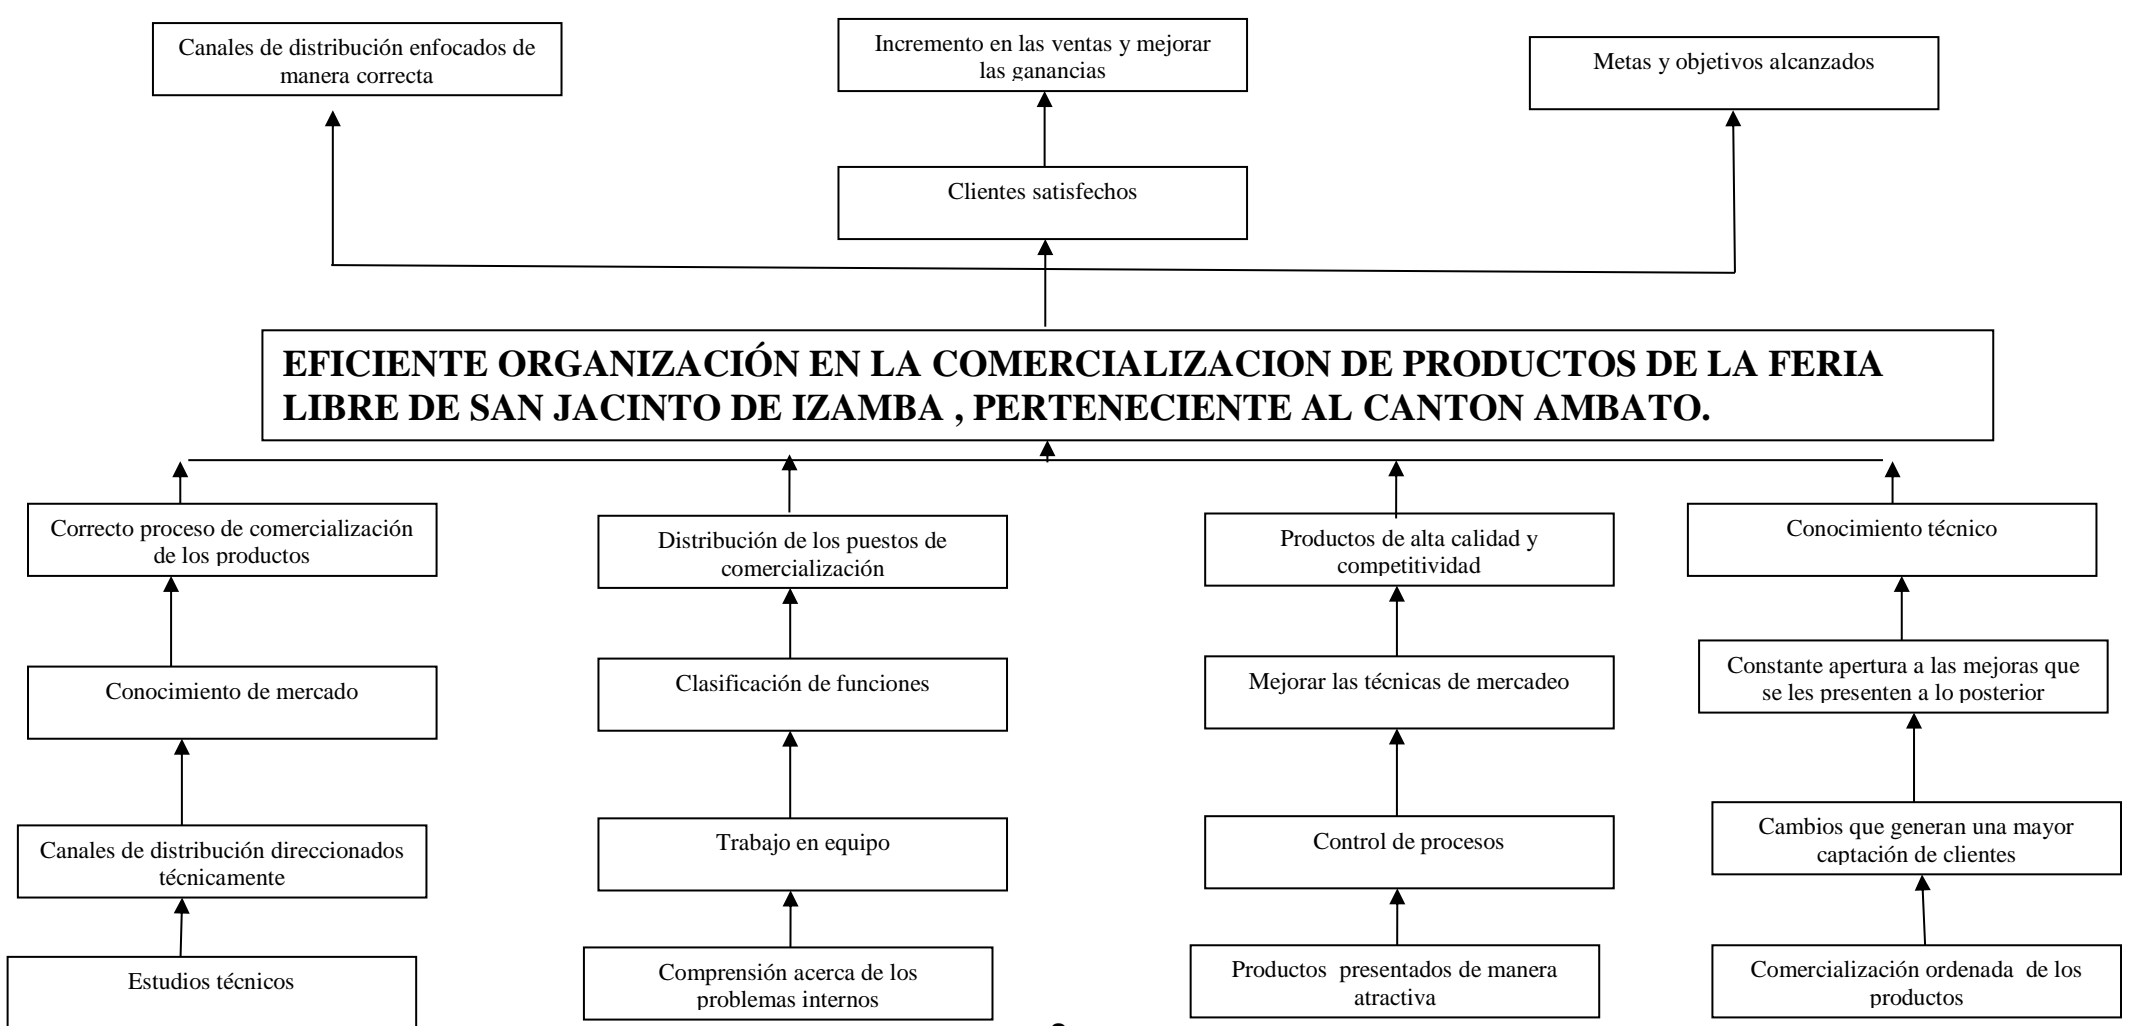 Canales de distribución enfocados de
manera correcta
Incremento en las ventas y mejorar
las ganancias
Metas y objetivos alcanzados
Clientes satisfechos
EFICIENTE ORGANIZACIÓN EN LA COMERCIALIZACION DE PRODUCTOS DE LA FERIA
LIBRE DE SAN JACINTO DE IZAMBA , PERTENECIENTE AL CANTON AMBATO.
Correcto proceso de comercialización
de los productos
Distribución de los puestos de
comercialización
Productos de alta calidad y
competitividad
Conocimiento técnico
Conocimiento de mercado
Clasificación de funciones
Mejorar las técnicas de mercadeo
Constante apertura a las mejoras que
se les presenten a lo posterior
Canales de distribución direccionados
técnicamente
Trabajo en equipo
Control de procesos
Cambios que generan una mayor
captación de clientes
Estudios técnicos
Comprensión acerca de los
problemas internos
Productos  presentados de manera
atractiva
Comercialización ordenada  de los
productos